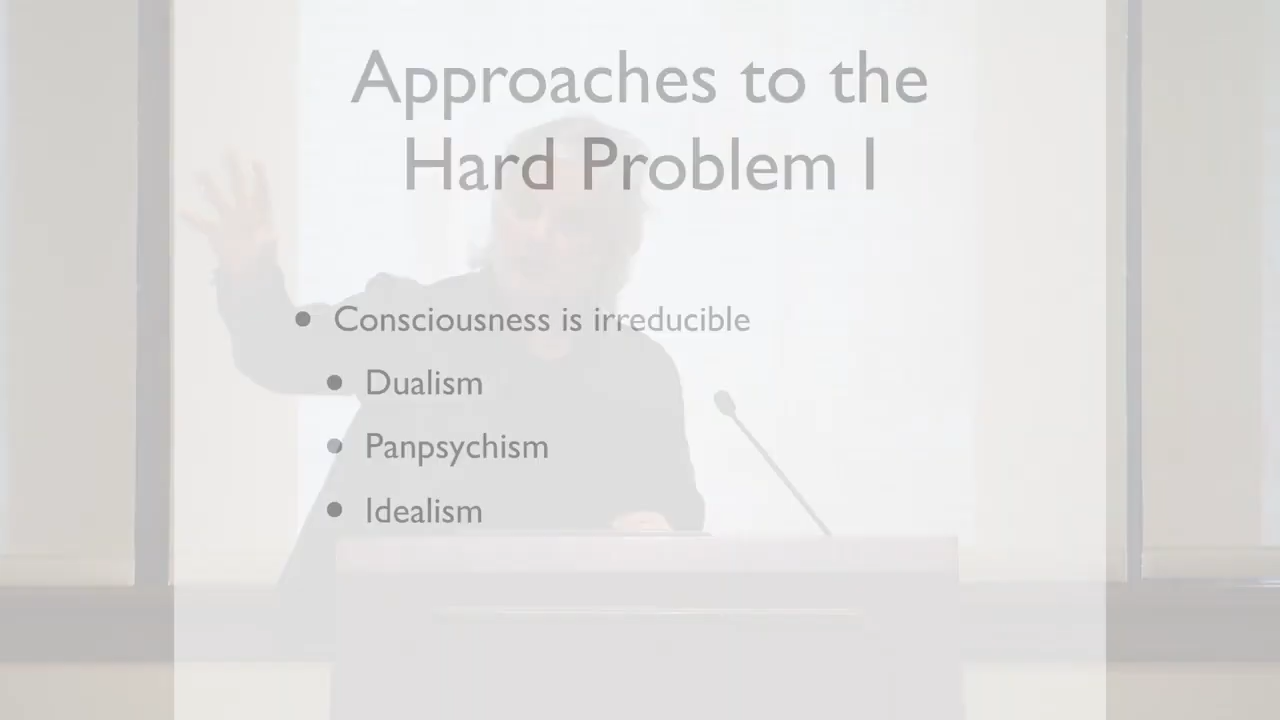 Approaches to the
Hard Problem I
• Consciousness is irreducible
• Dualism
• Panpsychism
• Idealism